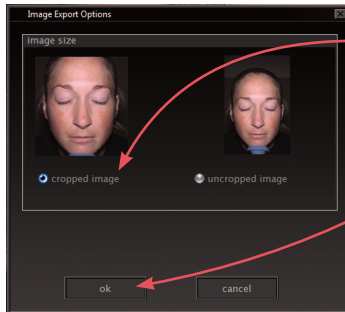 Image Export Options
image size
cropped image
uncropped image
ok
cancel